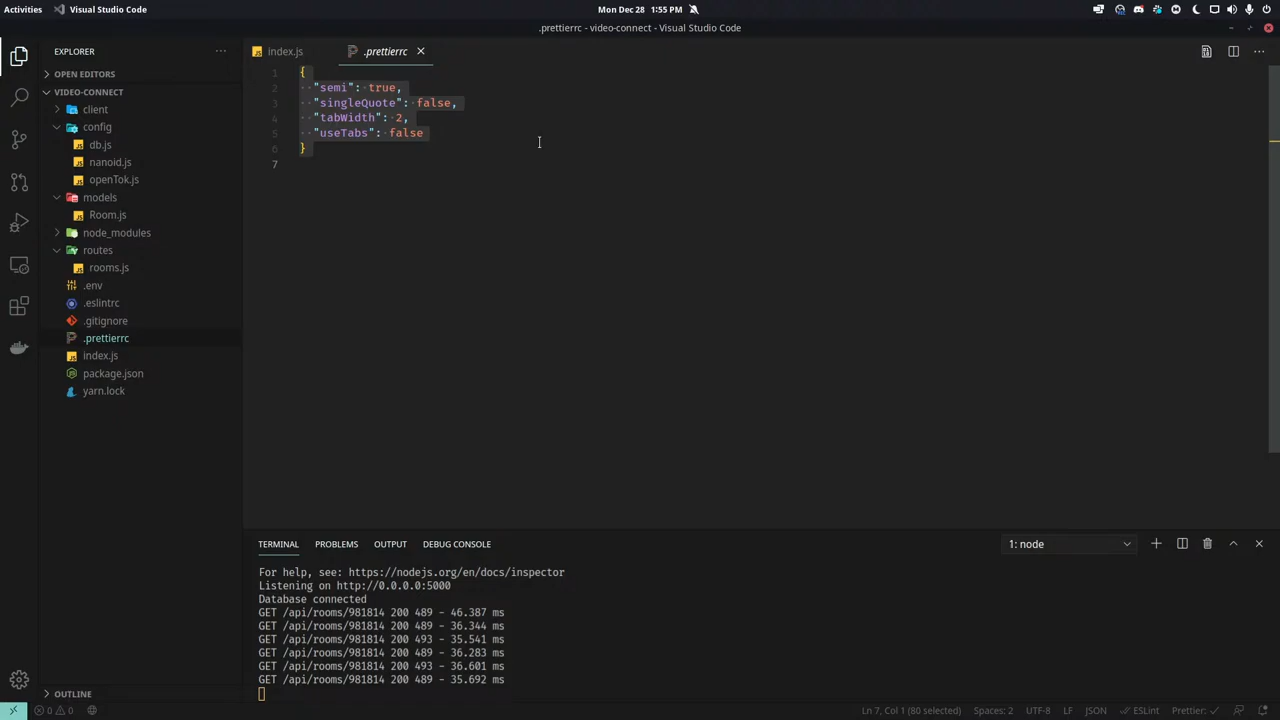 Activities
Visual Studio Code
Mon Dec 28 1:55 PM
.prettierrc - video-connect - Visual Studio Code
EXPLORER
index.js
.prettierrc
OPEN EDITORS
VIDEO-CONNECT
client
config
db.js
nanoid.js
openTok.js
models
Room.js
node_modules
routes
rooms.js
.env
.eslintrc
.gitignore
.prettierrc
index.js
package.json
yarn.lock
OUTLINE
1 {
2 "semi": true,
3 "singleQuote": false,
4 "tabWidth": 2,
5 "useTabs": false
6 }
7
TERMINAL
PROBLEMS
OUTPUT
DEBUG CONSOLE
1: node
For help, see: https://nodejs.org/en/docs/inspector
Listening on http://0.0.0.0:5000
Database connected
GET /api/rooms/981814 200 489 - 46.387 ms
GET /api/rooms/981814 200 489 - 36.344 ms
GET /api/rooms/981814 200 493 - 35.541 ms
GET /api/rooms/981814 200 489 - 36.283 ms
GET /api/rooms/981814 200 493 - 36.601 ms
GET /api/rooms/981814 200 489 - 35.692 ms
0 0
Ln 7, Col 1 (80 selected)
Spaces: 2
UTF-8
LF
JSON
ESLint
Prettier: